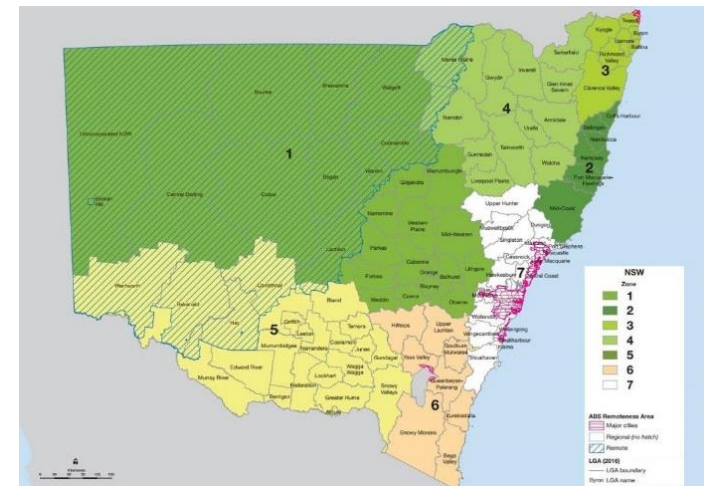 Tweed
Kyogle
Byron
Lismore
Ballina
Richmond
Valley
Tenterfield
3
Moree Plains
Inverell
Gwydir
Glen Innes
Severn
Clarence Valley
Brewarrina
Bourke
Walgett
4
Narrabri
Armidale
Coffs Harbour
Bellingen
Uralla
Nambucca
Unincorporated NSW
Coonamble
Gunnedah
Tamworth
Kempsey
1
Walcha
2
Warren
Warrumbungle
Port Macquarie-
Hastings
Bogan
Gilgandra
Liverpool Plains
Broken
Hill
Central Darling
Cobar
Upper Hunter
Mid-Coast
Narromine
Western
Plains
Muswellbrook
Dungog
Mid-Western
Singleton
Port Stephens
Lachlan
Parkes
Cessnock
Newcastle
Macquarie
Cabonne
7
Central Coast
Forbes
Orange
Lithgow
Hawkesbury
Wentworth
Bathurst
Blayney
Balranald
Bland
Weddin
Cowra
Oberon
Hay
5
Griffith
Temora
Hilltops
Upper
Lachlan
Wollondilly
Wollongong
Leeton
Wingecarribee
Shellharbour
Murrumbidgee
Narrandera
Coolamon
Junee
Goulburn
Mulwaree
Kiama
Yass Valley
Shoalhaven
Edward River
Wagga
Wagga
Gundagai
Lockhart
Queanbeyan-
Palerang
Murray River
Snowy
Valleys
Federation
Berrigan
Greater Hume
6
Eurobodalla
Albury
Snowy Monaro
Bega
Valley
NSW
Zone
1
2
3
4
5
6
7
ABS Remoteness Area
Major cities
Regional (no hatch)
Remote
LGA (2016)
LGA boundary
Byron LGA name